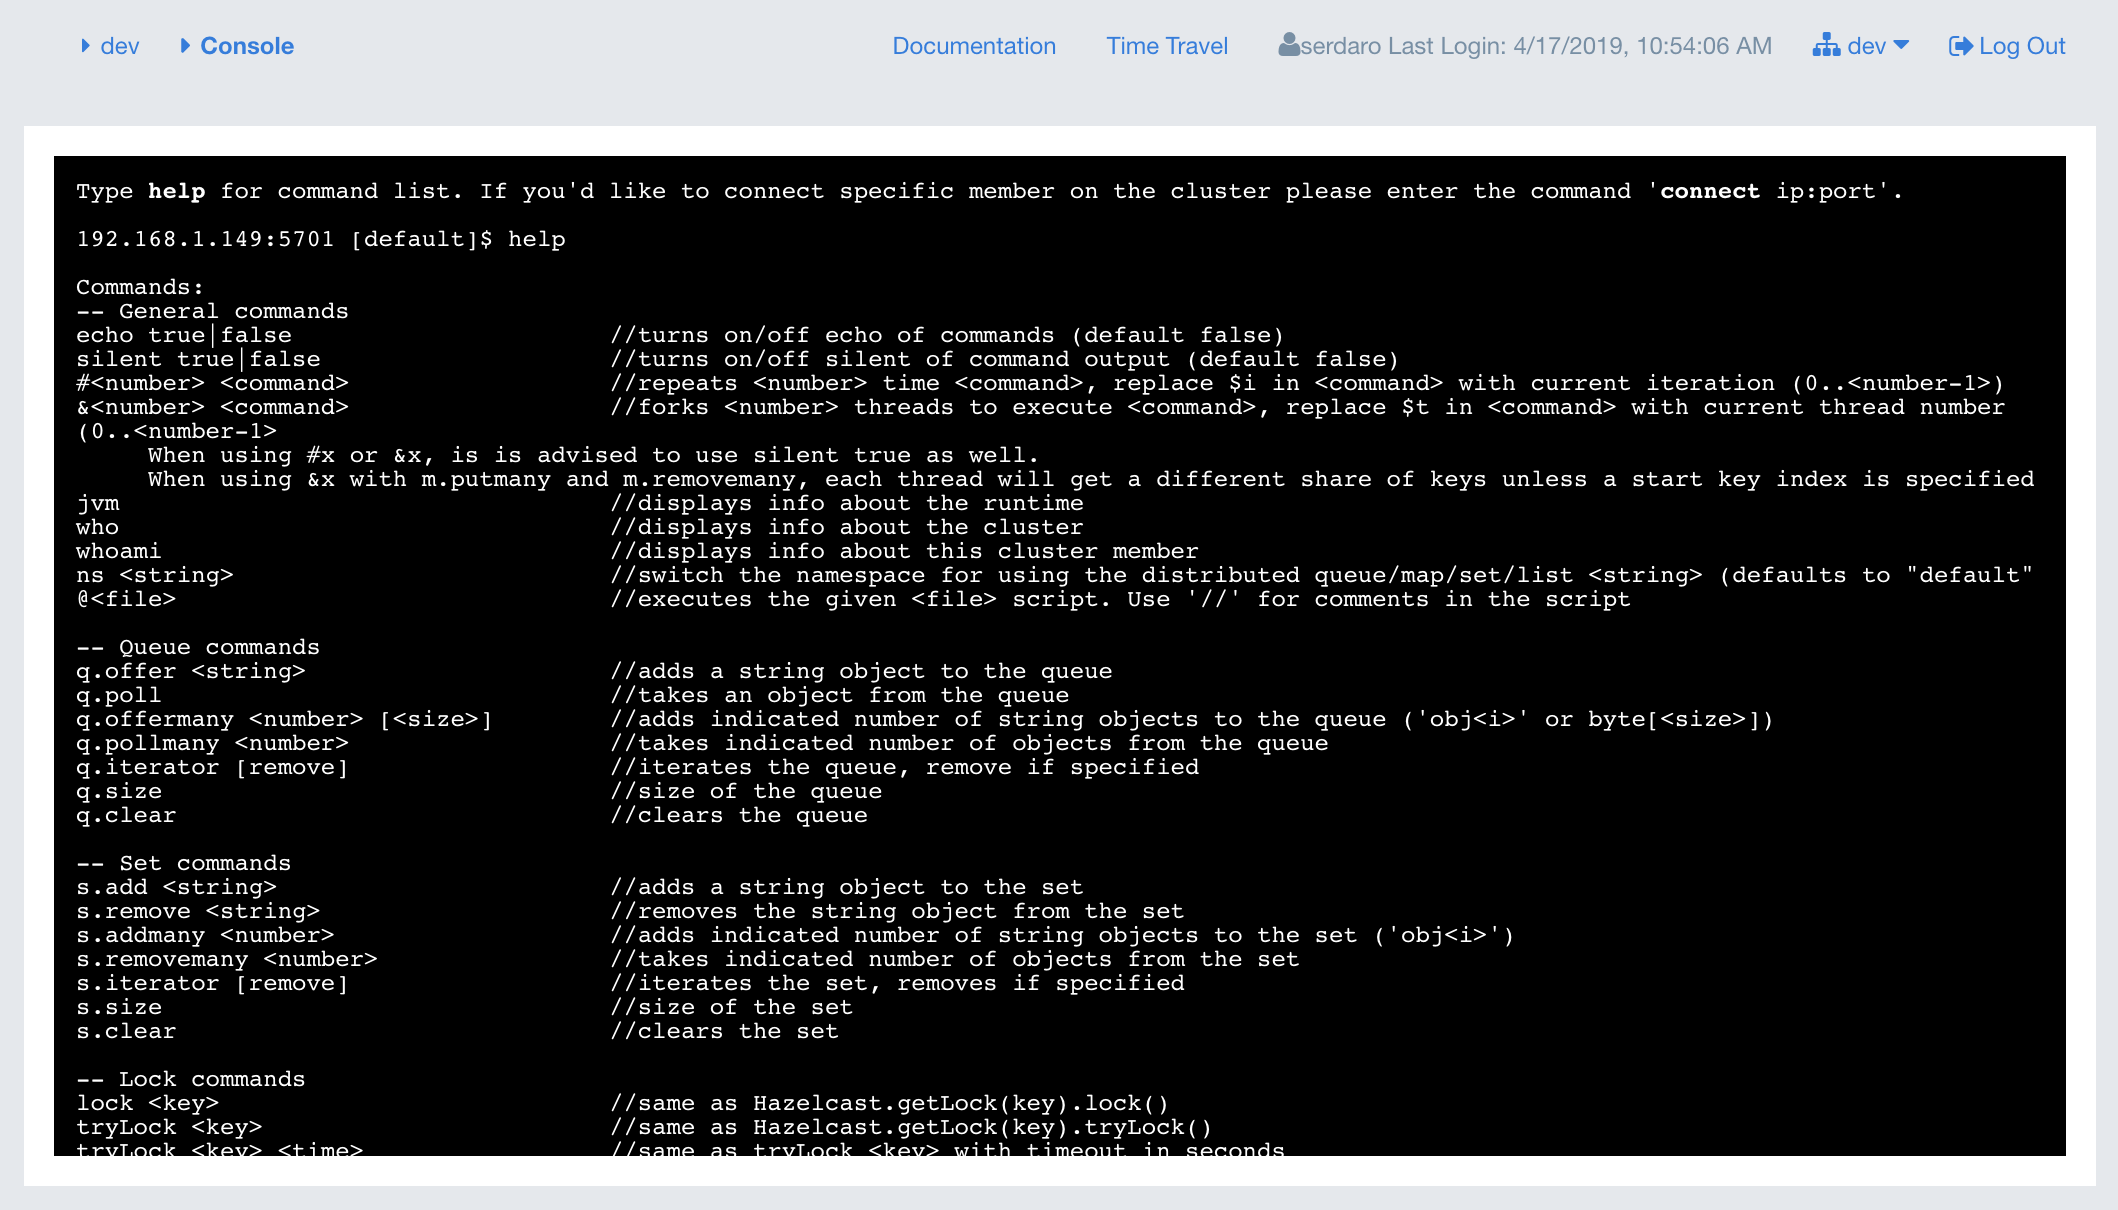 dev Console Documentation Time Travel serdaro Last Login: 4/17/2019, 10:54:06 AM dev Log Out
Type help for command list. If you'd like to connect specific member on the cluster please enter the command 'connect ip:port'.
192.168.1.149:5701 [default]$ help
Commands:
-- General commands
echo true|false //turns on/off echo of commands (default false)
silent true|false //turns on/off silent of command output (default false)
#<number> <command> //repeats <number> time <command>, replace $i in <command> with current iteration (0..<number-1>)
&<number> <command> //forks <number> threads to execute <command>, replace $t in <command> with current thread number
(0..<number-1>
When using #x or &x, is is advised to use silent true as well.
When using &x with m.putmany and m.removemany, each thread will get a different share of keys unless a start key index is specified
jvm //displays info about the runtime
who //displays info about the cluster
whoami //displays info about this cluster member
ns <string> //switch the namespace for using the distributed queue/map/set/list <string> (defaults to "default"
@<file> //executes the given <file> script. Use '//' for comments in the script
-- Queue commands
q.offer <string> //adds a string object to the queue
q.poll //takes an object from the queue
q.offermany <number> [<size>] //adds indicated number of string objects to the queue ('obj<i>' or byte[<size>])
q.pollmany <number> //takes indicated number of objects from the queue
q.iterator [remove] //iterates the queue, remove if specified
q.size //size of the queue
q.clear //clears the queue
-- Set commands
s.add <string> //adds a string object to the set
s.remove <string> //removes the string object from the set
s.addmany <number> //adds indicated number of string objects to the set ('obj<i>')
s.removemany <number> //takes indicated number of objects from the set
s.iterator [remove] //iterates the set, removes if specified
s.size //size of the set
s.clear //clears the set
-- Lock commands
lock <key> //same as Hazelcast.getLock(key).lock()
tryLock <key> //same as Hazelcast.getLock(key).tryLock()
tryLock <key> <time> //same as tryLock <key> with timeout in seconds